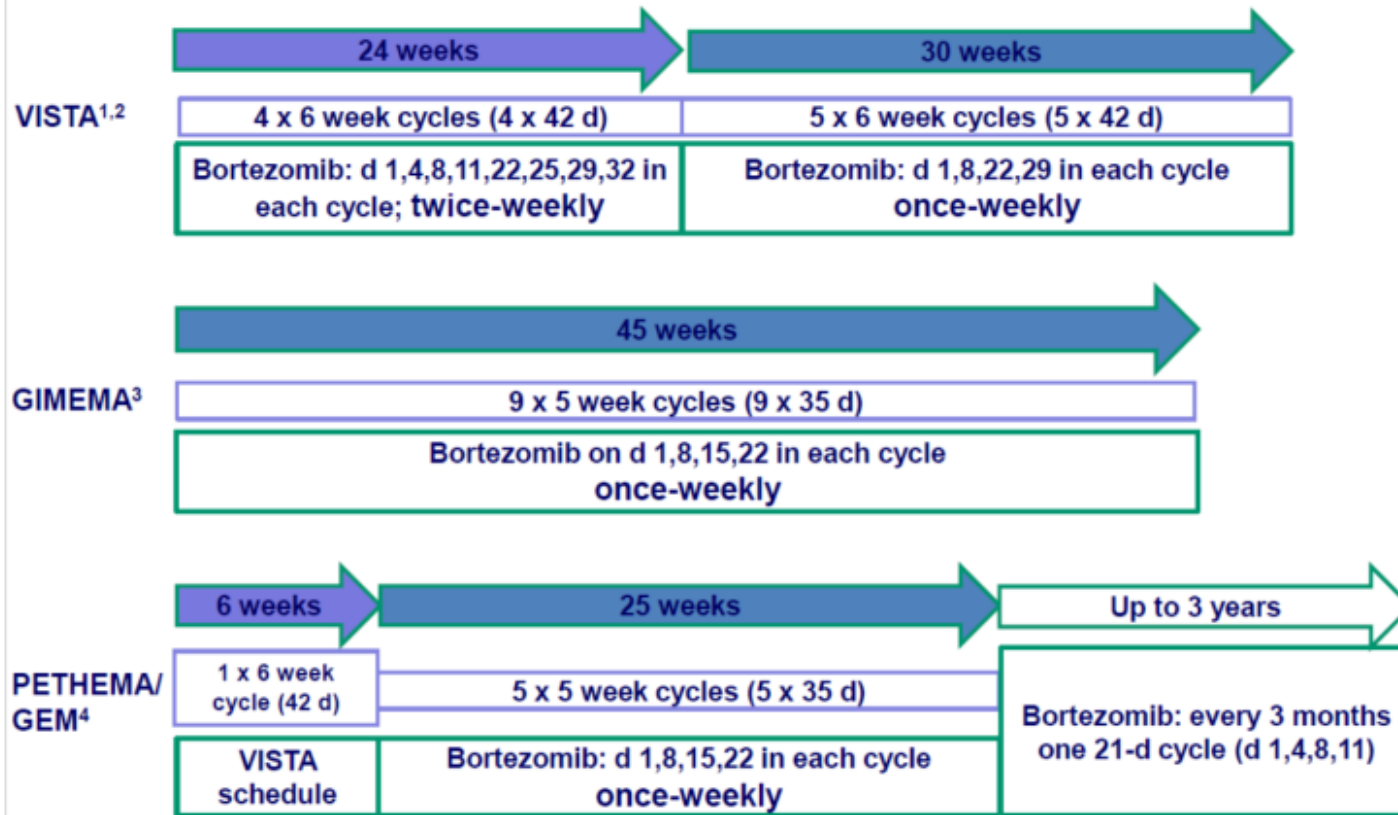 24 weeks
30 weeks
VISTA1,2
4 x 6 week cycles (4 x 42 d)
5 x 6 week cycles (5 x 42 d)
Bortezomib: d 1,4,8,11,22,25,29,32 in
each cycle; twice-weekly
Bortezomib: d 1,8,22,29 in each cycle
once-weekly
45 weeks
GIMEMA3
9 x 5 week cycles (9 x 35 d)
Bortezomib on d 1,8,15,22 in each cycle
once-weekly
6 weeks
25 weeks
Up to 3 years
PETHEMA/
GEM4
1 x 6 week
cycle (42 d)
5 x 5 week cycles (5 x 35 d)
VISTA
schedule
Bortezomib: d 1,8,15,22 in each cycle
once-weekly
Bortezomib: every 3 months
one 21-d cycle (d 1,4,8,11)